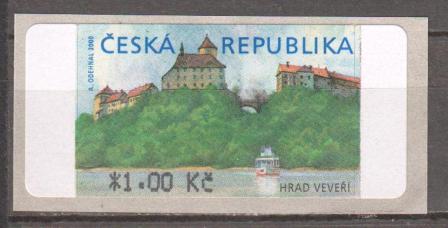 A. ODEHNAL 2000
ČESKÁ REPUBLIKA
*1.00 Kč
HRAD VEVEŘÍ